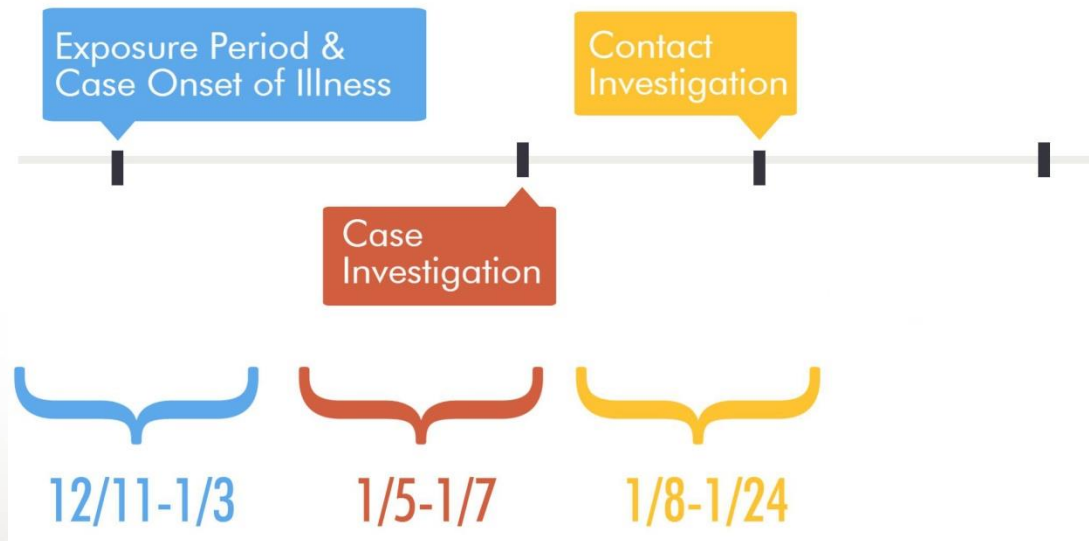 Exposure Period &
Case Onset of Illness
Contact
Investigation
Case
Investigation
12/11-1/3
1/5-1/7
1/8-1/24